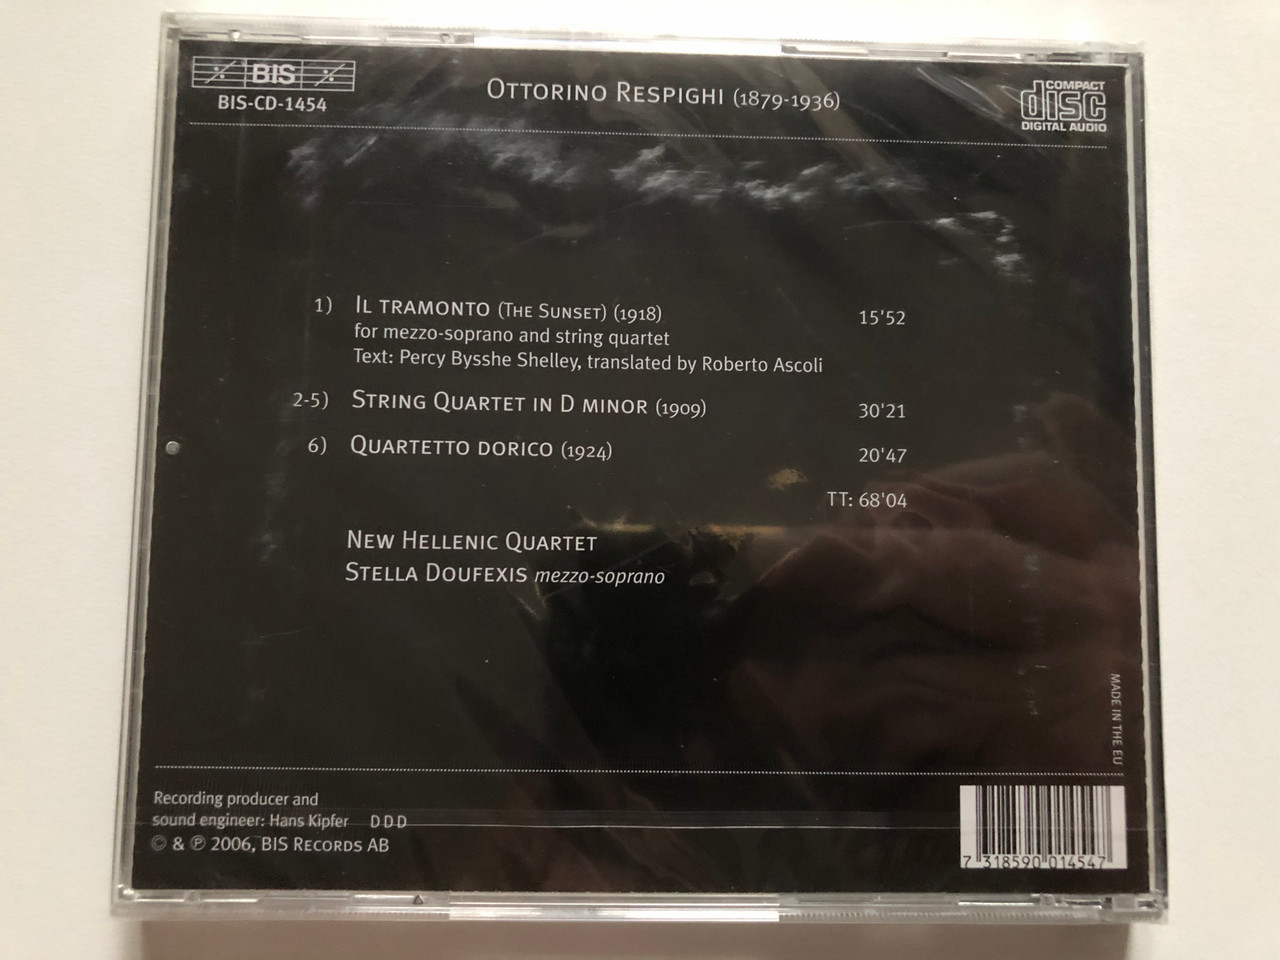 BIS
BIS-CD-1454
OTTORINO RESPIGHI (1879-1936)
COMPACT
disc
DIGITAL AUDIO
1) IL TRAMONTO (THE SUNSET) (1918) 15'52
for mezzo-soprano and string quartet
Text: Percy Bysshe Shelley, translated by Roberto Ascoli
2-5) STRING QUARTET IN D MINOR (1909) 30'21
6) QUARTETTO DORICO (1924) 20'47
TT: 68'04
NEW HELLENIC QUARTET
STELLA DOUFEXIS mezzo-soprano
MADE IN THE EU
Recording producer and
sound engineer: Hans Kipfer D D D
© & ℗ 2006, BIS RECORDS AB
7 318590 014547